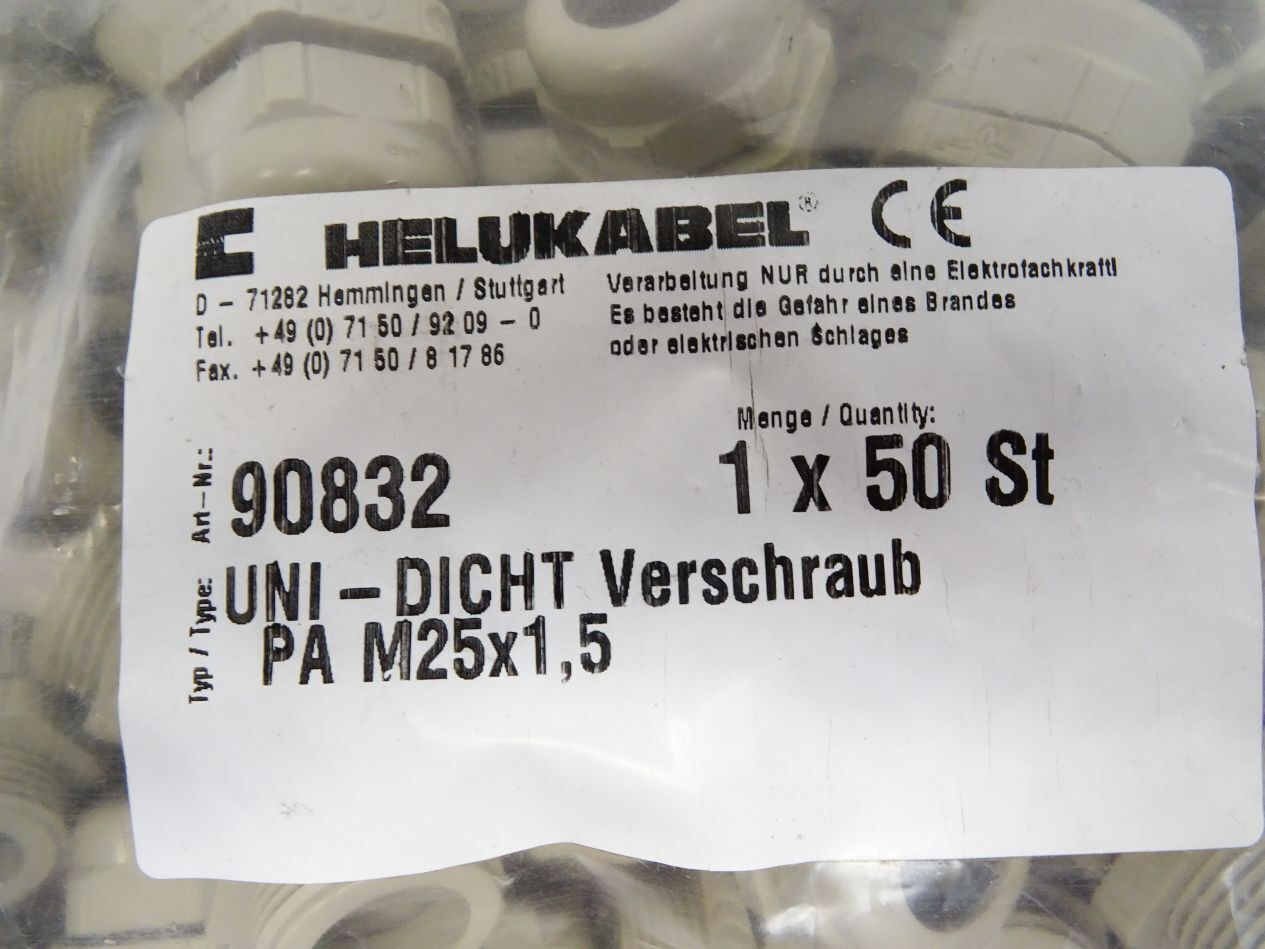 HELUKABEL® CE
D - 71282 Hemmingen / Stuttgart
Tel. +49 (0) 71 50 / 92 09 - 0
Fax. +49 (0) 71 50 / 8 17 86
Verarbeitung NUR durch eine Elektrofachkraft!
Es besteht die Gefahr eines Brandes
oder elektrischen Schlages
Menge / Quantity:
1 x 50 St
Art-Nr.: 90832
Typ / Type: UNI - DICHT Verschraub
PA M25x1,5